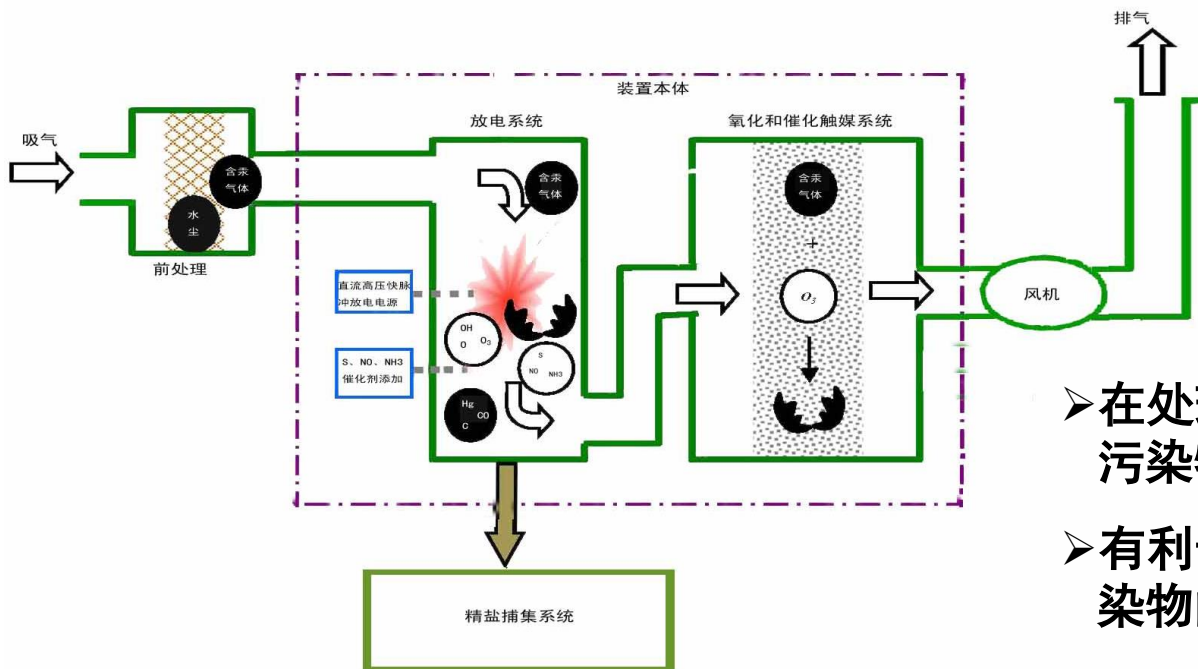 排气
装置本体
吸气
放电系统
氧化和催化触媒系统
含汞
气体
水
尘
前处理
含汞
气体
直流高压快脉
冲放电电源
OH
O O₃
S、NO、NH3
催化剂添加
S
NO NH3
Hg
CO
C
含汞
气体
+
O₃
风机
精盐捕集系统
➢在处
污染
➢有利
染物